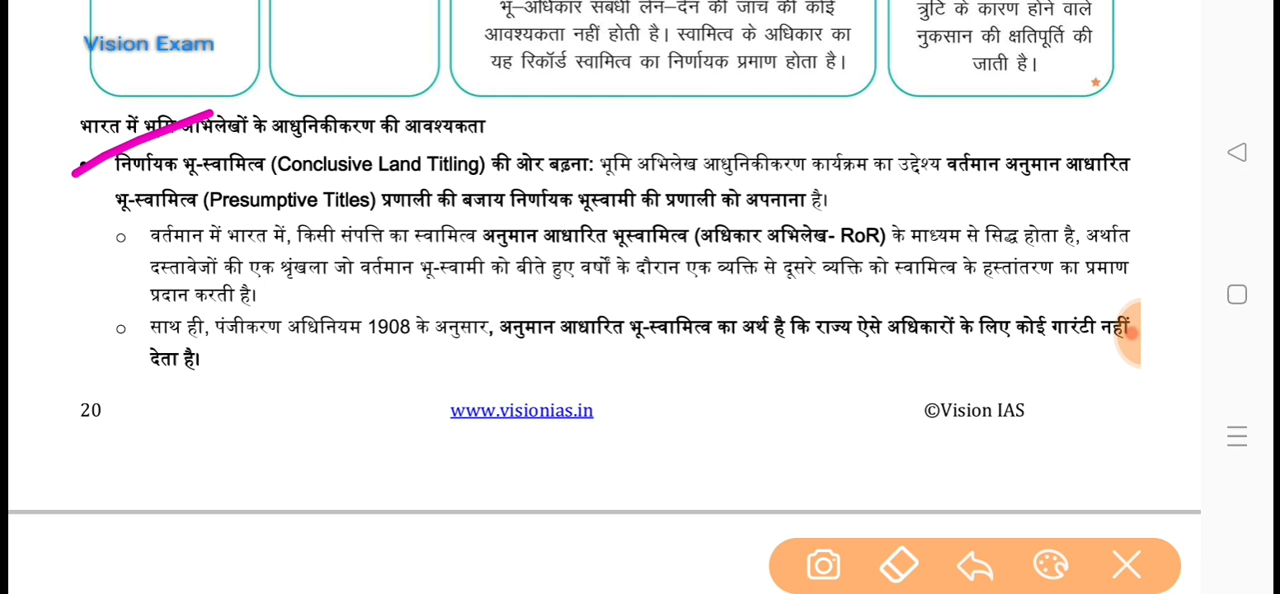 भू-अधिकार संबंधी लेन-देन की जांच की कोई
आवश्यकता नहीं होती है। स्वामित्व के अधिकार का
यह रिकॉर्ड स्वामित्व का निर्णायक प्रमाण होता है।
त्रुटि के कारण होने वाले
नुकसान की क्षतिपूर्ति की
जाती है।
Vision Exam
भारत में भूमि अभिलेखों के आधुनिकीकरण की आवश्यकता
निर्णायक भू-स्वामित्व (Conclusive Land Titling) की ओर बढ़ना: भूमि अभिलेख आधुनिकीकरण कार्यक्रम का उद्देश्य वर्तमान अनुमान आधारित
भू-स्वामित्व (Presumptive Titles) प्रणाली की बजाय निर्णायक भूस्वामी की प्रणाली को अपनाना है।
o वर्तमान में भारत में, किसी संपत्ति का स्वामित्व अनुमान आधारित भूस्वामित्व (अधिकार अभिलेख- RoR) के माध्यम से सिद्ध होता है, अर्थात
दस्तावेजों की एक श्रृंखला जो वर्तमान भू-स्वामी को बीते हुए वर्षों के दौरान एक व्यक्ति से दूसरे व्यक्ति को स्वामित्व के हस्तांतरण का प्रमाण
प्रदान करती है।
o साथ ही, पंजीकरण अधिनियम 1908 के अनुसार, अनुमान आधारित भू-स्वामित्व का अर्थ है कि राज्य ऐसे अधिकारों के लिए कोई गारंटी नहीं
देता है।
20 www.visionias.in ©Vision IAS